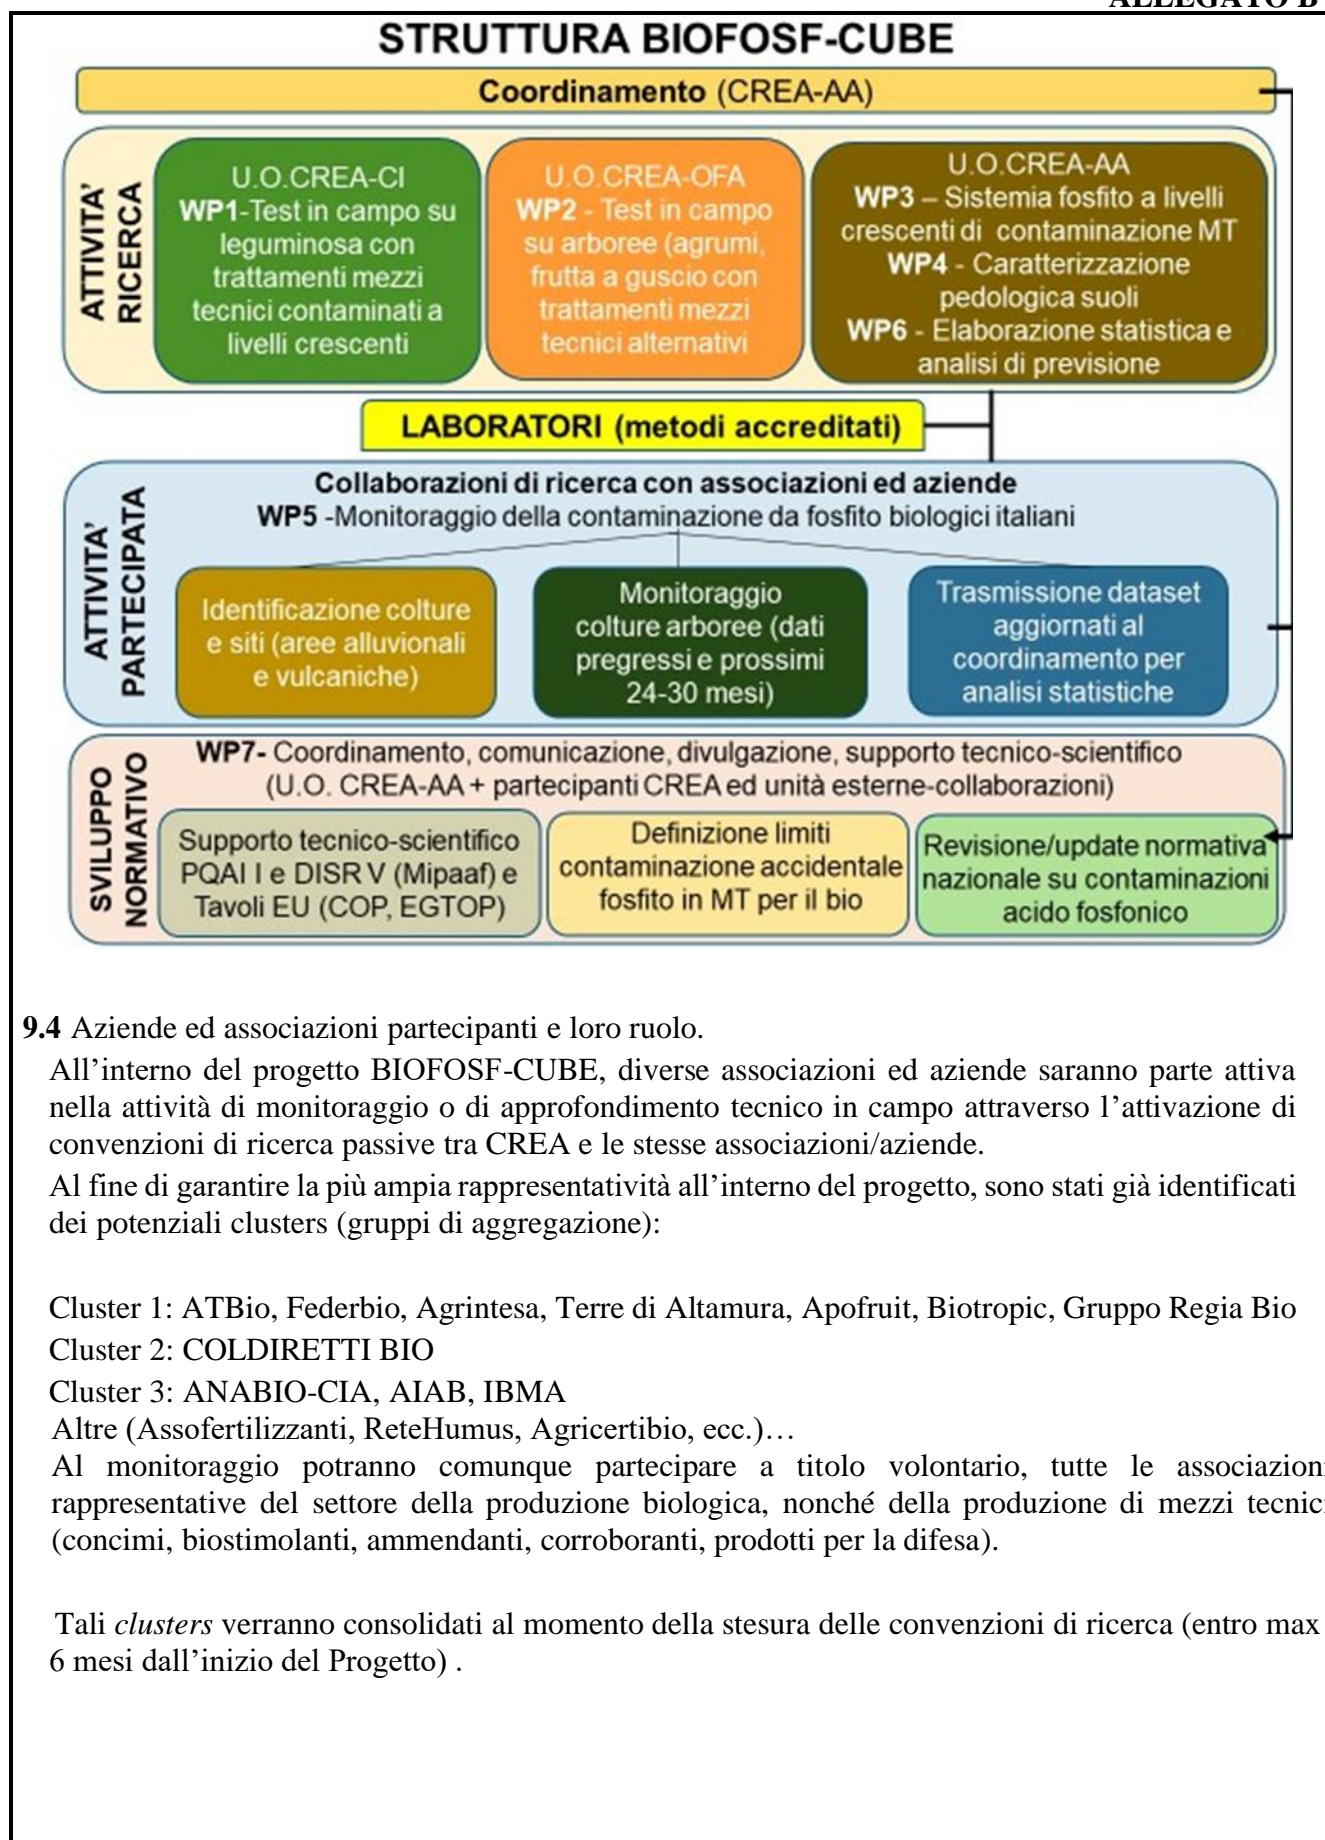 ALLEGATO B
STRUTTURA BIOFOSF-CUBE
Coordinamento (CREA-AA)
ATTIVITA'
RICERCA
U.O.CREA-CI
WP1-Test in campo su
leguminosa con
trattamenti mezzi
tecnici contaminati a
livelli crescenti
U.O.CREA-OFA
WP2 - Test in campo
su arboree (agrumi,
frutta a guscio con
trattamenti mezzi
tecnici alternativi
U.O.CREA-AA
WP3 – Sistemia fosfito a livelli
crescenti di contaminazione MT
WP4 - Caratterizzazione
pedologica suoli
WP6 - Elaborazione statistica e
analisi di previsione
LABORATORI (metodi accreditati)
ATTIVITA'
PARTECIPATA
Collaborazioni di ricerca con associazioni ed aziende
WP5 -Monitoraggio della contaminazione da fosfito biologici italiani
Identificazione colture
e siti (aree alluvionali
e vulcaniche)
Monitoraggio
colture arboree (dati
pregressi e prossimi
24-30 mesi)
Trasmissione dataset
aggiornati al
coordinamento per
analisi statistiche
SVILUPPO
NORMATIVO
WP7- Coordinamento, comunicazione, divulgazione, supporto tecnico-scientifico
(U.O. CREA-AA + partecipanti CREA ed unità esterne-collaborazioni)
Supporto tecnico-scientifico
PQAI I e DISR V (Mipaaf) e
Tavoli EU (COP, EGTOP)
Definizione limiti
contaminazione accidentale
fosfito in MT per il bio
Revisione/update normativa
nazionale su contaminazioni
acido fosfonico
9.4 Aziende ed associazioni partecipanti e loro ruolo.
All’interno del progetto BIOFOSF-CUBE, diverse associazioni ed aziende saranno parte attiva
nella attività di monitoraggio o di approfondimento tecnico in campo attraverso l’attivazione di
convenzioni di ricerca passive tra CREA e le stesse associazioni/aziende.
Al fine di garantire la più ampia rappresentatività all’interno del progetto, sono stati già identificati
dei potenziali clusters (gruppi di aggregazione):
Cluster 1: ATBio, Federbio, Agrintesa, Terre di Altamura, Apofruit, Biotropic, Gruppo Regia Bio
Cluster 2: COLDIRETTI BIO
Cluster 3: ANABIO-CIA, AIAB, IBMA
Altre (Assofertilizzanti, ReteHumus, Agricertibio, ecc.)…
Al monitoraggio potranno comunque partecipare a titolo volontario, tutte le associazioni
rappresentative del settore della produzione biologica, nonché della produzione di mezzi tecnici
(concimi, biostimolanti, ammendanti, corroboranti, prodotti per la difesa).
Tali clusters verranno consolidati al momento della stesura delle convenzioni di ricerca (entro max
6 mesi dall’inizio del Progetto) .